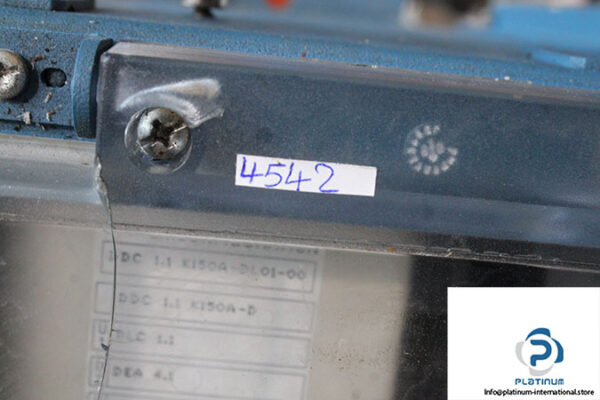 4542
DDC 1.1 K150A-DL01-00
DDC 1.1 K150A-D
DLC 1.1
DEA 4.1
PLATINUM
Info@platinum-international.store